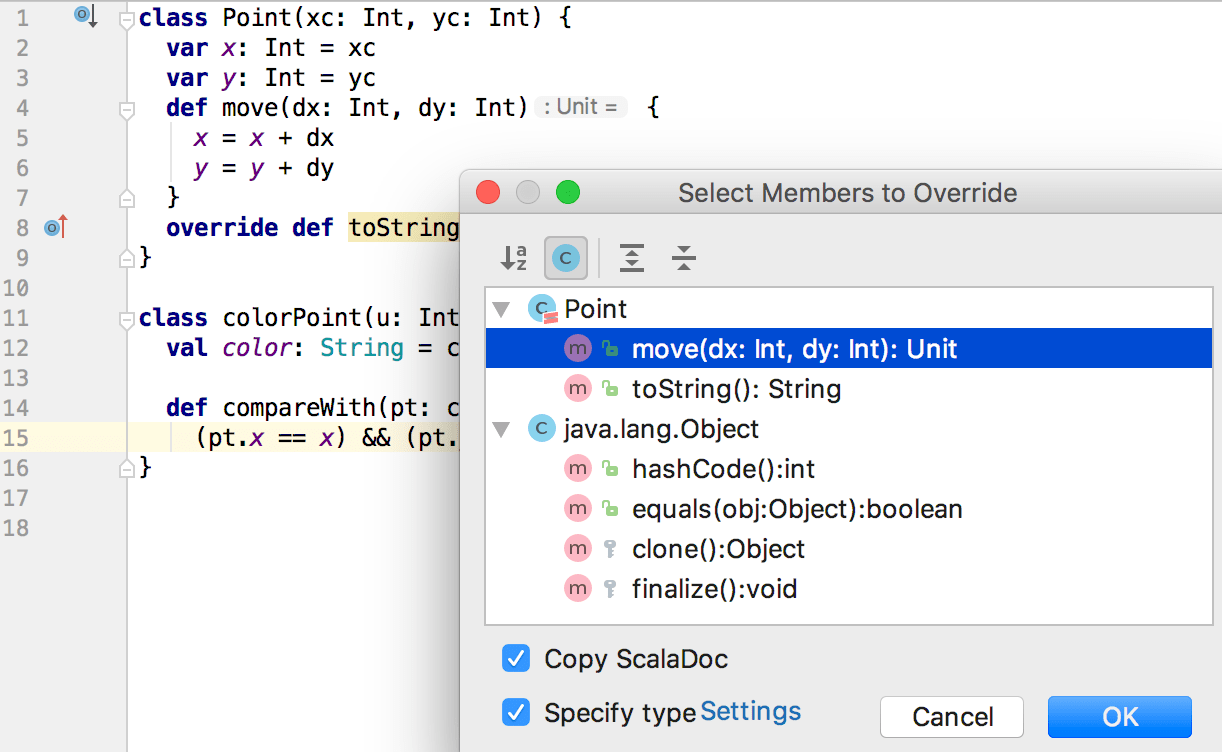 1 class Point(xc: Int, yc: Int) {
2 var x: Int = xc
3 var y: Int = yc
4 def move(dx: Int, dy: Int) : Unit = {
5 x = x + dx
6 y = y + dy
7 }
8 override def toString
9 }
10
11 class colorPoint(u: Int
12 val color: String = c
13
14 def compareWith(pt: c
15 (pt.x == x) && (pt.
16 }
17
18
Select Members to Override
Point
move(dx: Int, dy: Int): Unit
toString(): String
java.lang.Object
hashCode():int
equals(obj:Object):boolean
clone():Object
finalize():void
Copy ScalaDoc
Specify type Settings
Cancel OK